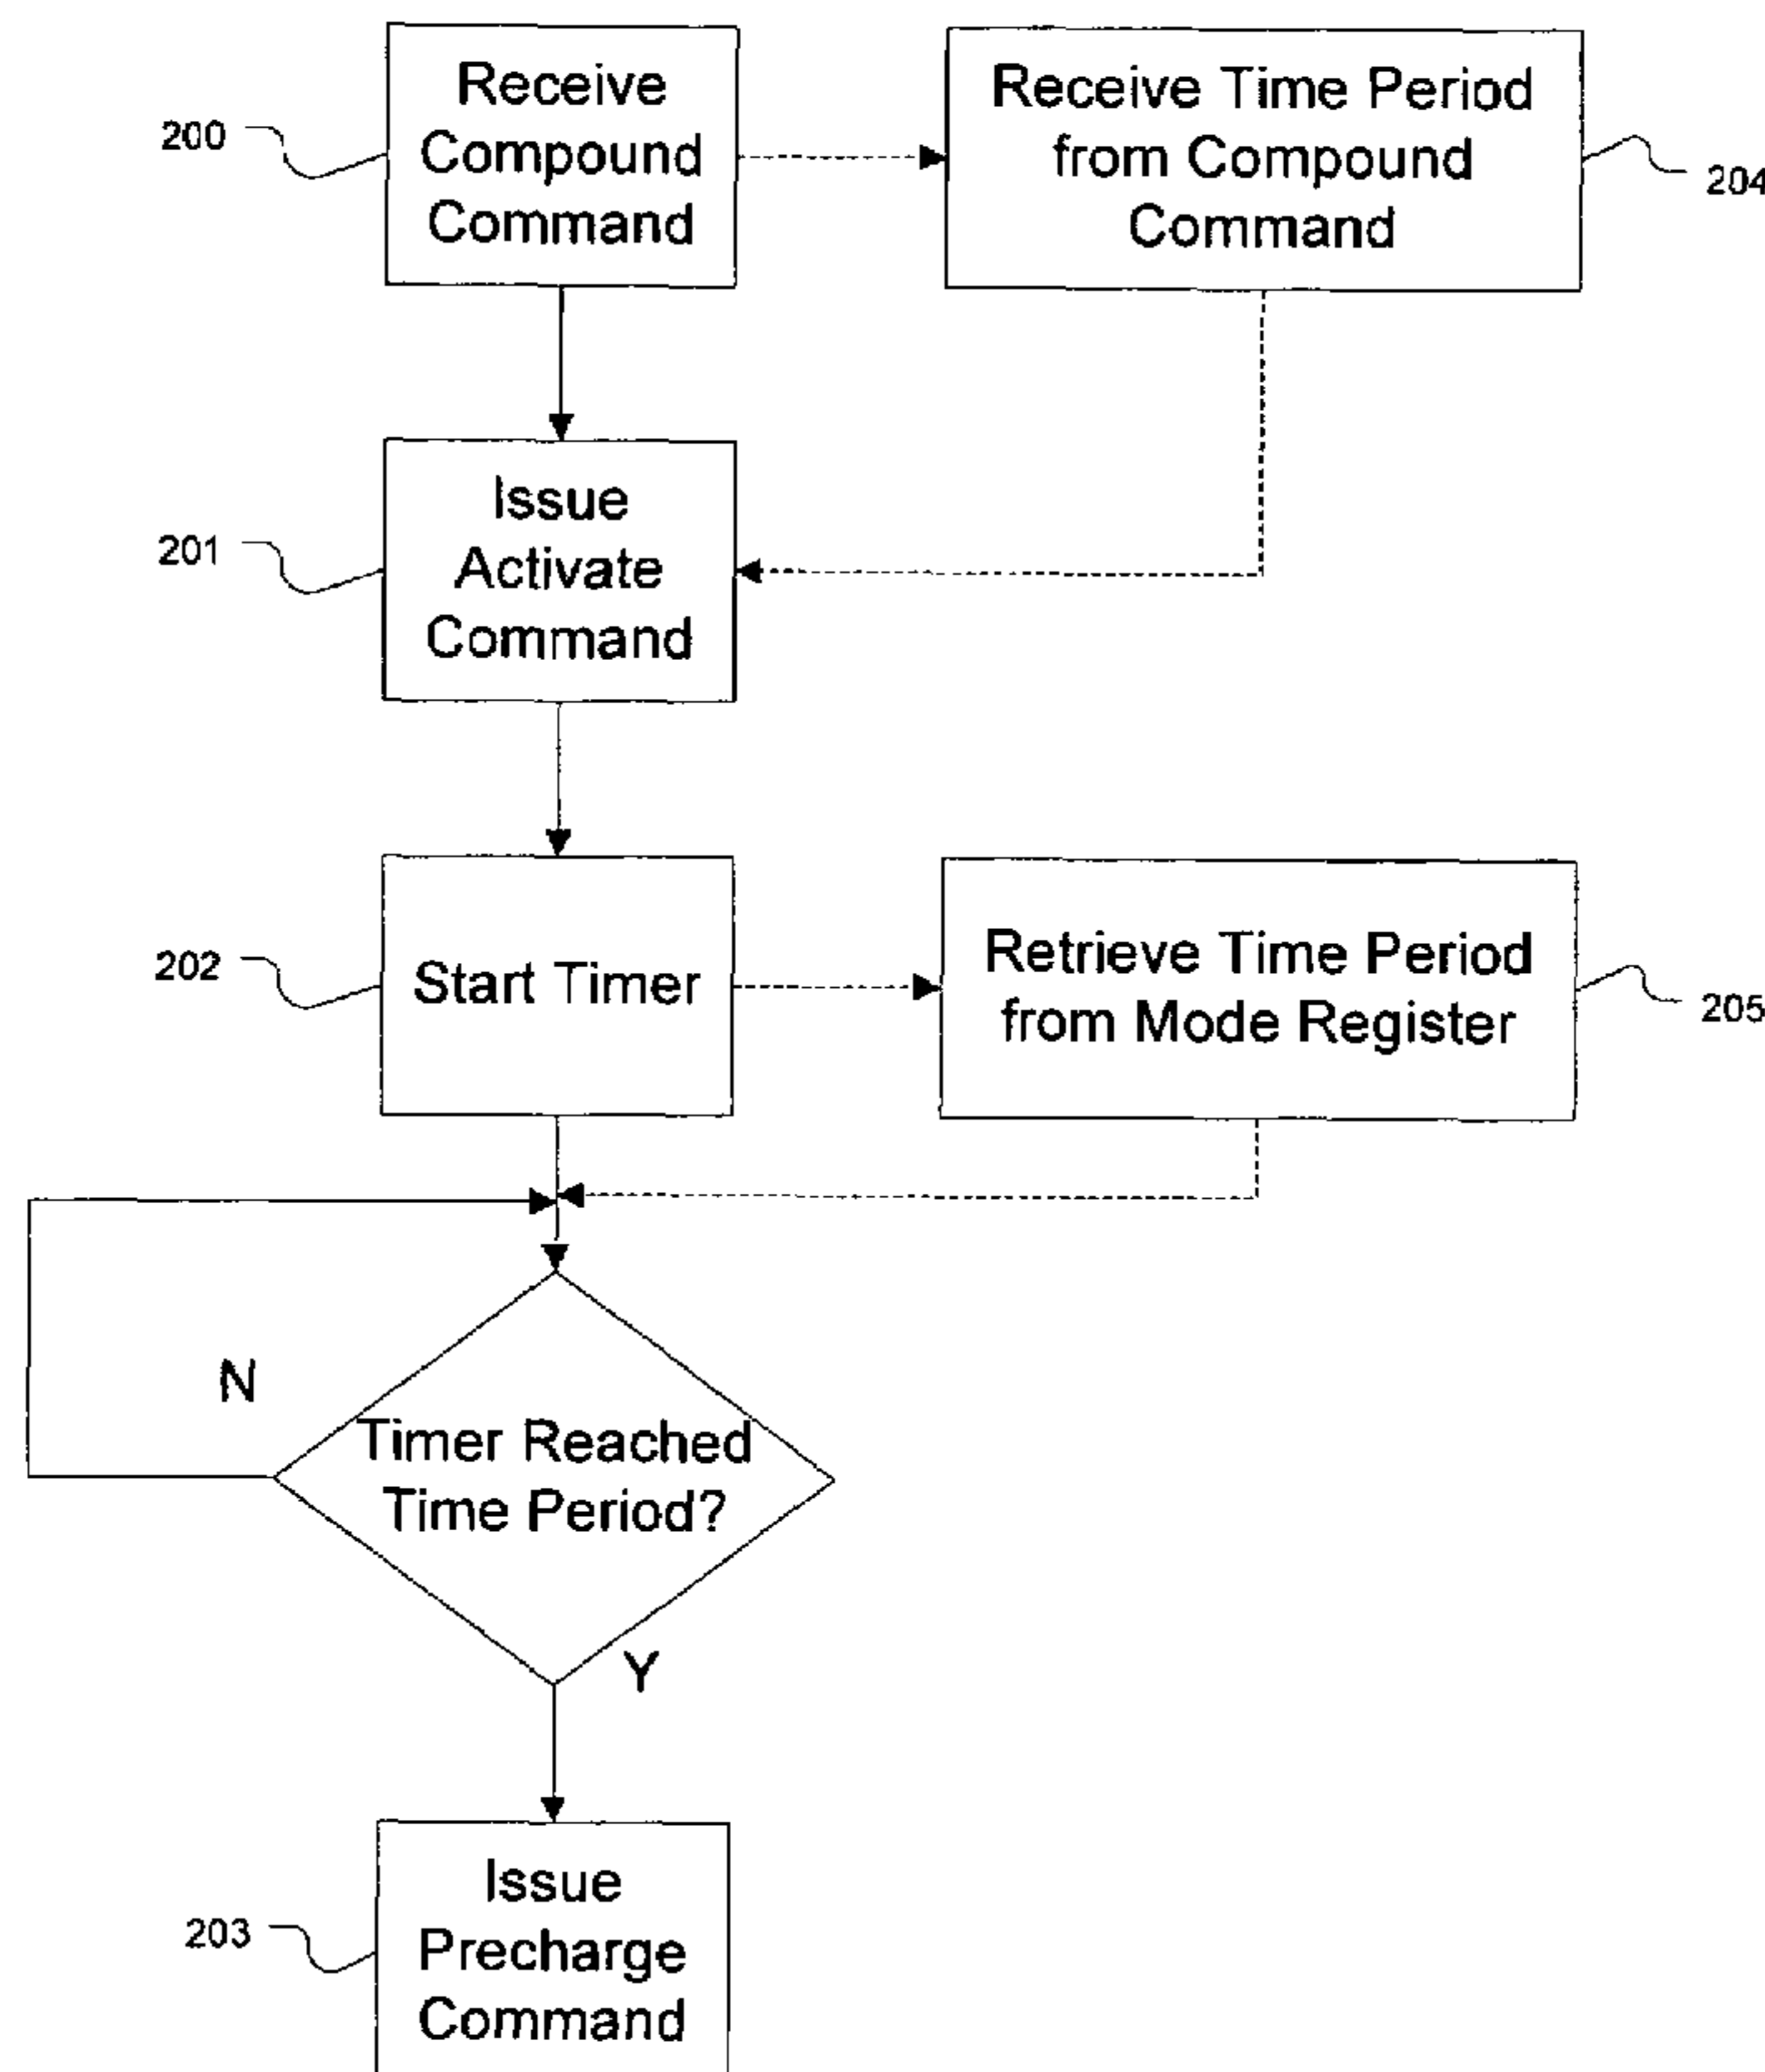 Receive
Compound
Command
200
Receive Time Period
from Compound
Command
204
Issue
Activate
Command
201
Start Timer
202
Retrieve Time Period
from Mode Register
205
N
Timer Reached
Time Period?
Y
Issue
Precharge
Command
203